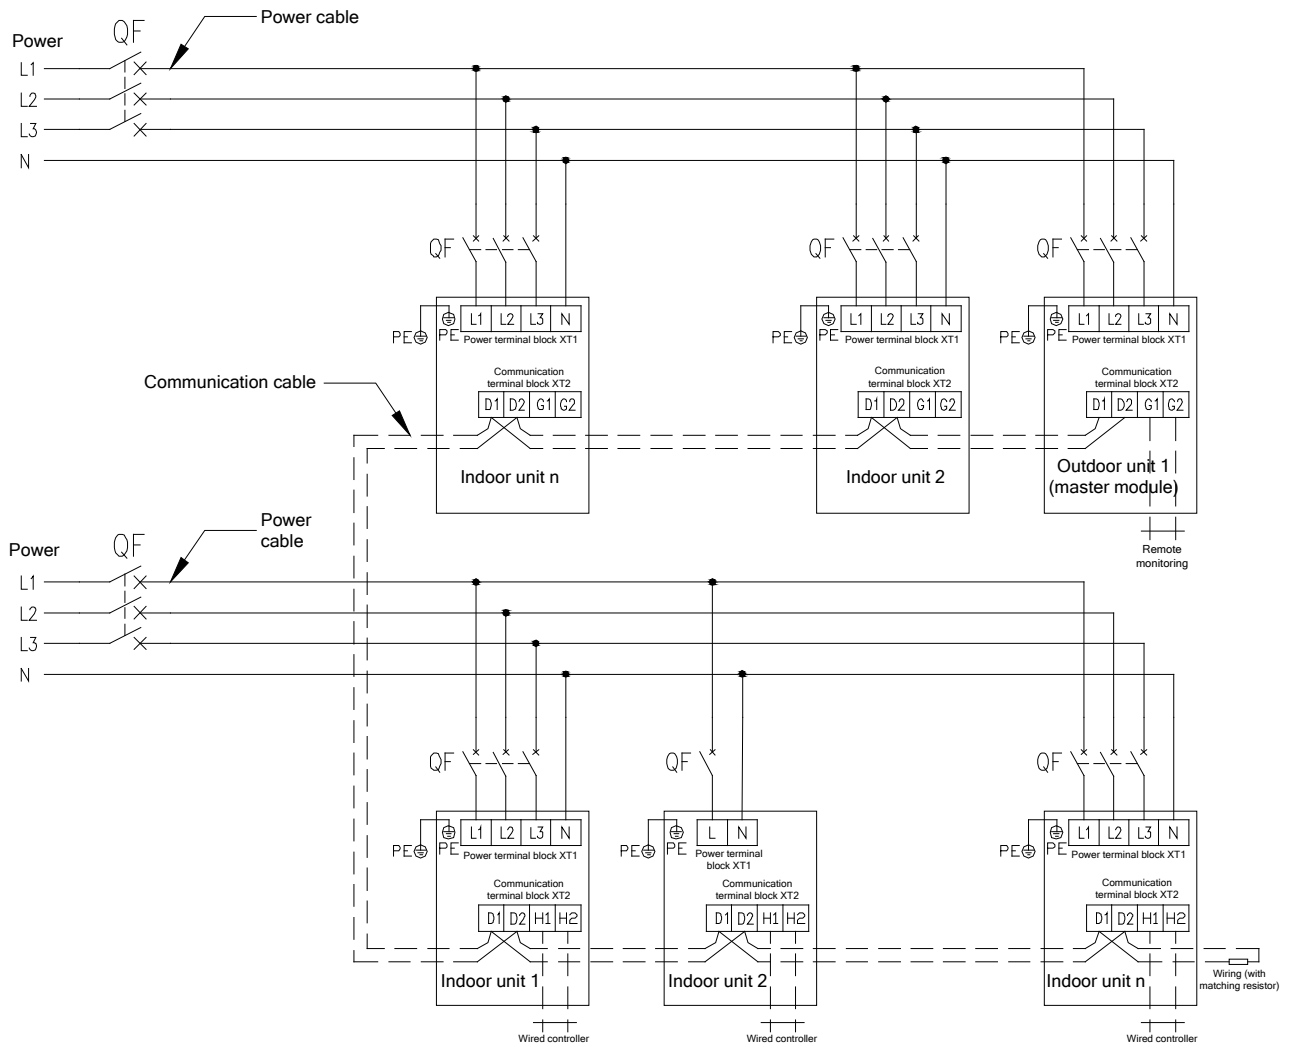 Power cable
QF
Power
L1
L2
L3
N
QF
QF
QF
PE
PE
L1 L2 L3 N
Power terminal block XT1
PE
PE
L1 L2 L3 N
Power terminal block XT1
PE
PE
L1 L2 L3 N
Power terminal block XT1
Communication cable
Communication
terminal block XT2
D1 D2 G1 G2
Communication
terminal block XT2
D1 D2 G1 G2
Communication
terminal block XT2
D1 D2 G1 G2
Indoor unit n
Indoor unit 2
Outdoor unit 1
(master module)
Remote
monitoring
Power
cable
QF
Power
L1
L2
L3
N
QF
QF
QF
PE
PE
L1 L2 L3 N
Power terminal block XT1
PE
PE
L N
Power terminal
block XT1
PE
PE
L1 L2 L3 N
Power terminal block XT1
Communication
terminal block XT2
D1 D2 H1 H2
Communication
terminal block XT2
D1 D2 H1 H2
Communication
terminal block XT2
D1 D2 H1 H2
Indoor unit 1
Indoor unit 2
Indoor unit n
Wiring (with
matching resistor)
Wired controller
Wired controller
Wired controller